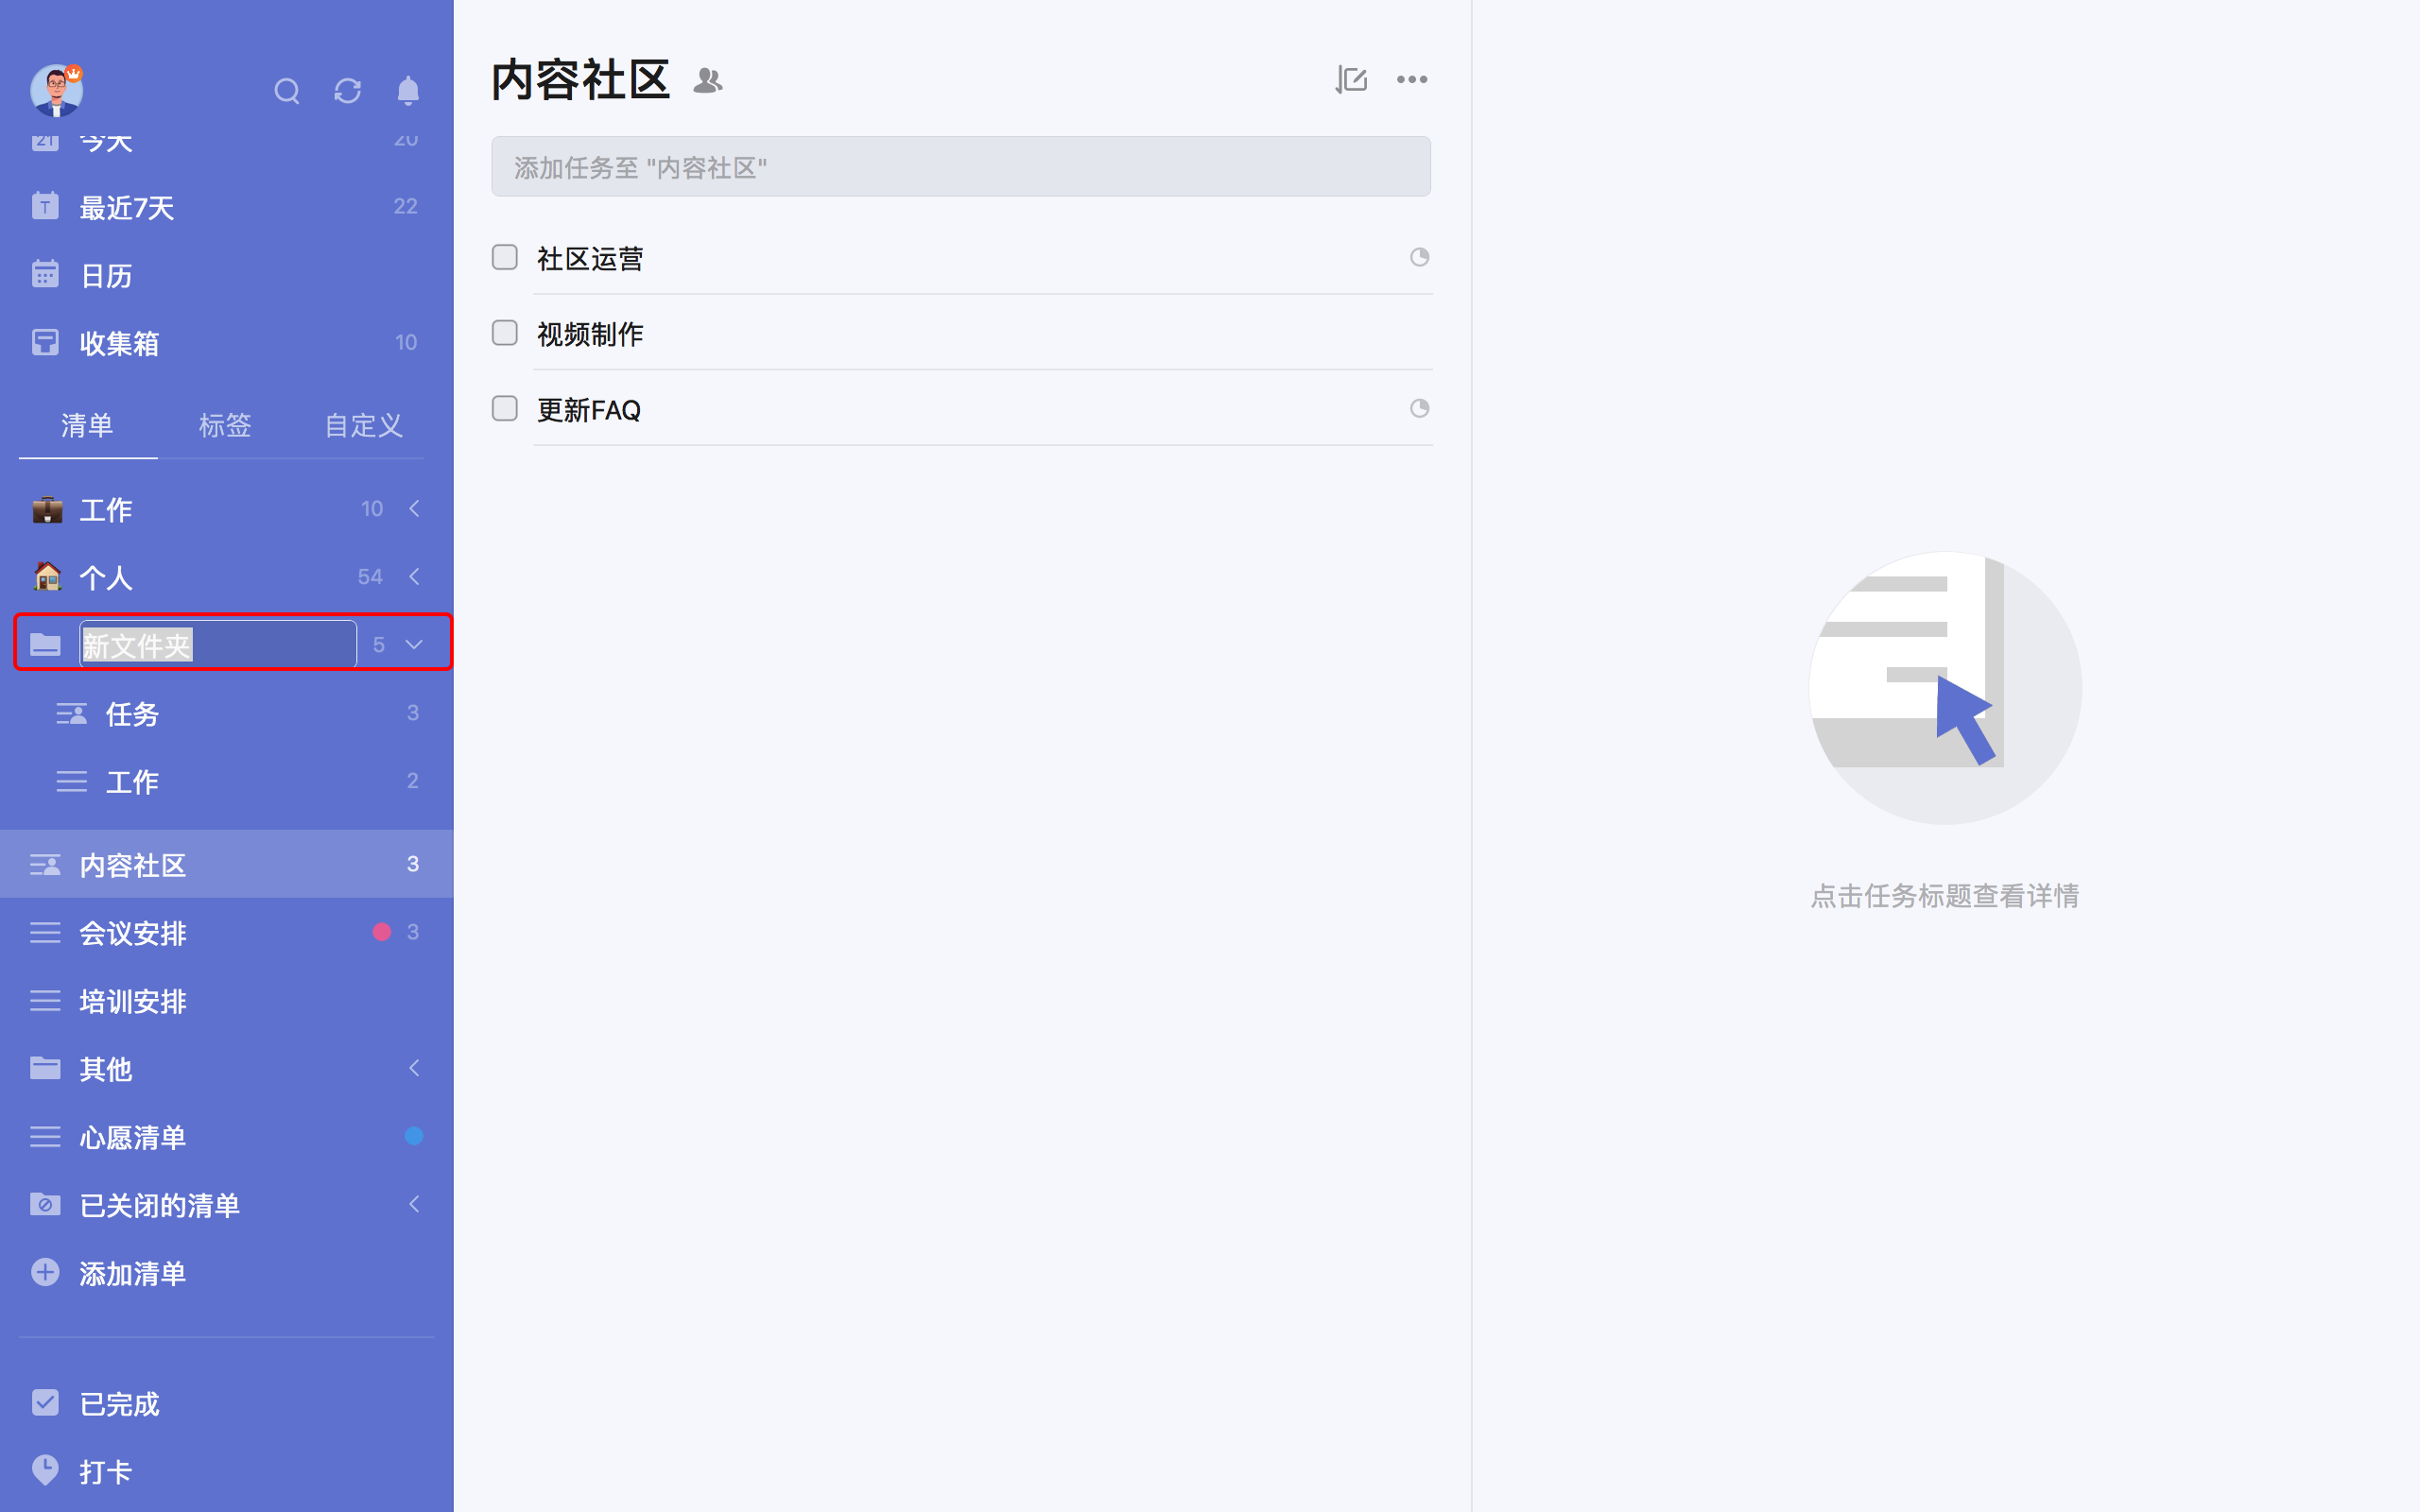 今天 20
最近7天 22
日历
收集箱 10
清单 标签 自定义
工作 10
个人 54
新文件夹 5
任务 3
工作 2
内容社区 3
会议安排 3
培训安排
其他
心愿清单
已关闭的清单
添加清单
已完成
打卡
内容社区
添加任务至 "内容社区"
社区运营
视频制作
更新FAQ
点击任务标题查看详情